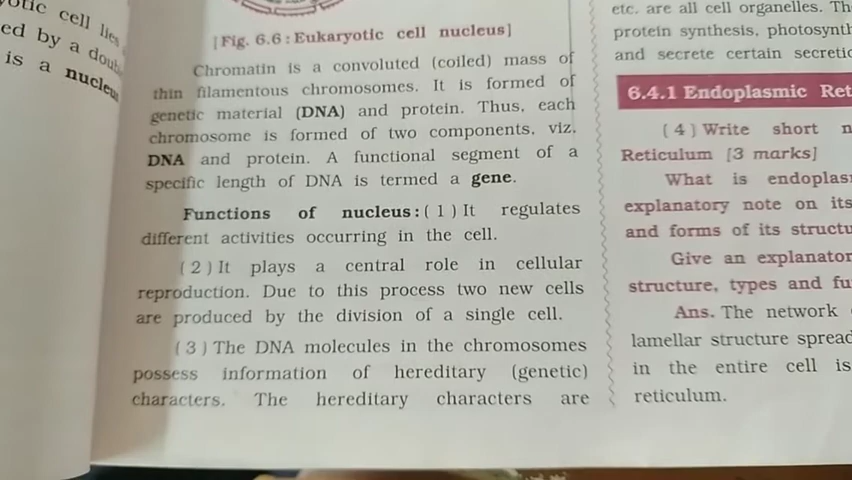 cell lies
ed by a
is a nucleus
[Fig. 6.6 : Eukaryotic cell nucleus]
Chromatin is a convoluted (coiled) mass of
thin filamentous chromosomes. It is formed of
genetic material (DNA) and protein. Thus, each
chromosome is formed of two components, viz.
DNA and protein. A functional segment of a
specific length of DNA is termed a gene.
Functions of nucleus : ( 1 ) It regulates
different activities occurring in the cell.
( 2 ) It plays a central role in cellular
reproduction. Due to this process two new cells
are produced by the division of a single cell.
( 3 ) The DNA molecules in the chromosomes
possess information of hereditary (genetic)
characters. The hereditary characters are
etc. are all cell organelles. Th
protein synthesis, photosynth
and secrete certain secretio
6.4.1 Endoplasmic Ret
( 4 ) Write short n
Reticulum [3 marks]
What is endoplas
explanatory note on its
and forms of its structu
Give an explanator
structure, types and fu
Ans. The network
lamellar structure spread
in the entire cell is
reticulum.